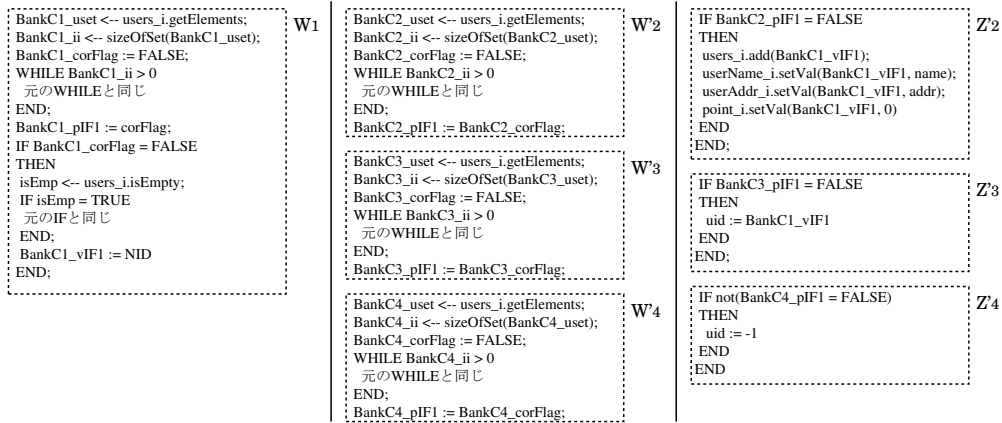 BankC1_uset <-- users_i.getElements;
BankC1_ii <-- sizeOfSet(BankC1_uset);
BankC1_corFlag := FALSE;
WHILE BankC1_ii > 0
元のWHILEと同じ
END;
BankC1_pIF1 := corFlag;
IF BankC1_corFlag = FALSE
THEN
isEmp <-- users_i.isEmpty;
IF isEmp = TRUE
元のIFと同じ
END;
BankC1_vIF1 := NID
END;
W1
BankC2_uset <-- users_i.getElements;
BankC2_ii <-- sizeOfSet(BankC2_uset);
BankC2_corFlag := FALSE;
WHILE BankC2_ii > 0
元のWHILEと同じ
END;
BankC2_pIF1 := BankC2_corFlag;
W'2
BankC3_uset <-- users_i.getElements;
BankC3_ii <-- sizeOfSet(BankC3_uset);
BankC3_corFlag := FALSE;
WHILE BankC3_ii > 0
元のWHILEと同じ
END;
BankC3_pIF1 := BankC3_corFlag;
W'3
BankC4_uset <-- users_i.getElements;
BankC4_ii <-- sizeOfSet(BankC4_uset);
BankC4_corFlag := FALSE;
WHILE BankC4_ii > 0
元のWHILEと同じ
END;
BankC4_pIF1 := BankC4_corFlag;
W'4
IF BankC2_pIF1 = FALSE
THEN
users_i.add(BankC1_vIF1);
userName_i.setVal(BankC1_vIF1, name);
userAddr_i.setVal(BankC1_vIF1, addr);
point_i.setVal(BankC1_vIF1, 0)
END
END;
Z'2
IF BankC3_pIF1 = FALSE
THEN
uid := BankC1_vIF1
END
END;
Z'3
IF not(BankC4_pIF1 = FALSE)
THEN
uid := -1
END
END
Z'4